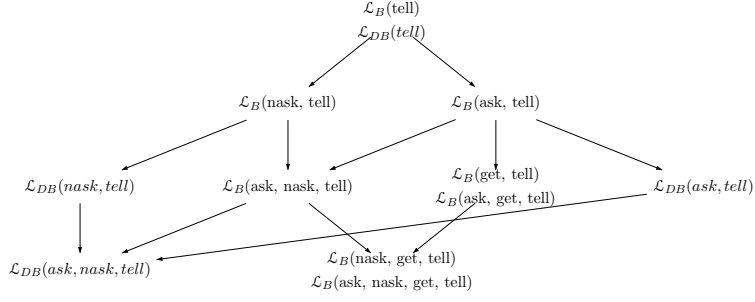 ℒ_B(tell)
ℒ_DB(tell)
ℒ_B(nask, tell)
ℒ_B(ask, tell)
ℒ_DB(nask, tell)
ℒ_B(ask, nask, tell)
ℒ_B(get, tell)
ℒ_B(ask, get, tell)
ℒ_DB(ask, tell)
ℒ_DB(ask, nask, tell)
ℒ_B(nask, get, tell)
ℒ_B(ask, nask, get, tell)